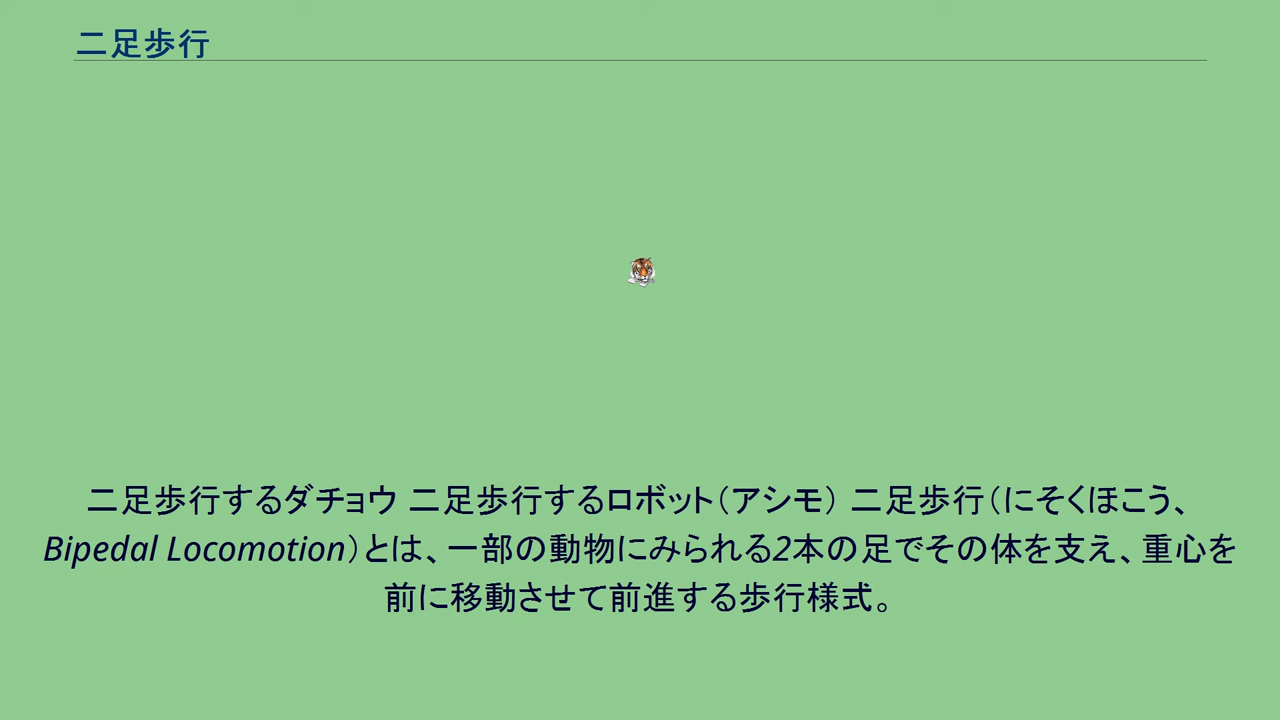 二足歩行
二足歩行するダチョウ 二足歩行するロボット（アシモ） 二足歩行（にそくほこう、
Bipedal Locomotion）とは、一部の動物にみられる2本の足でその体を支え、重心を
前に移動させて前進する歩行様式。